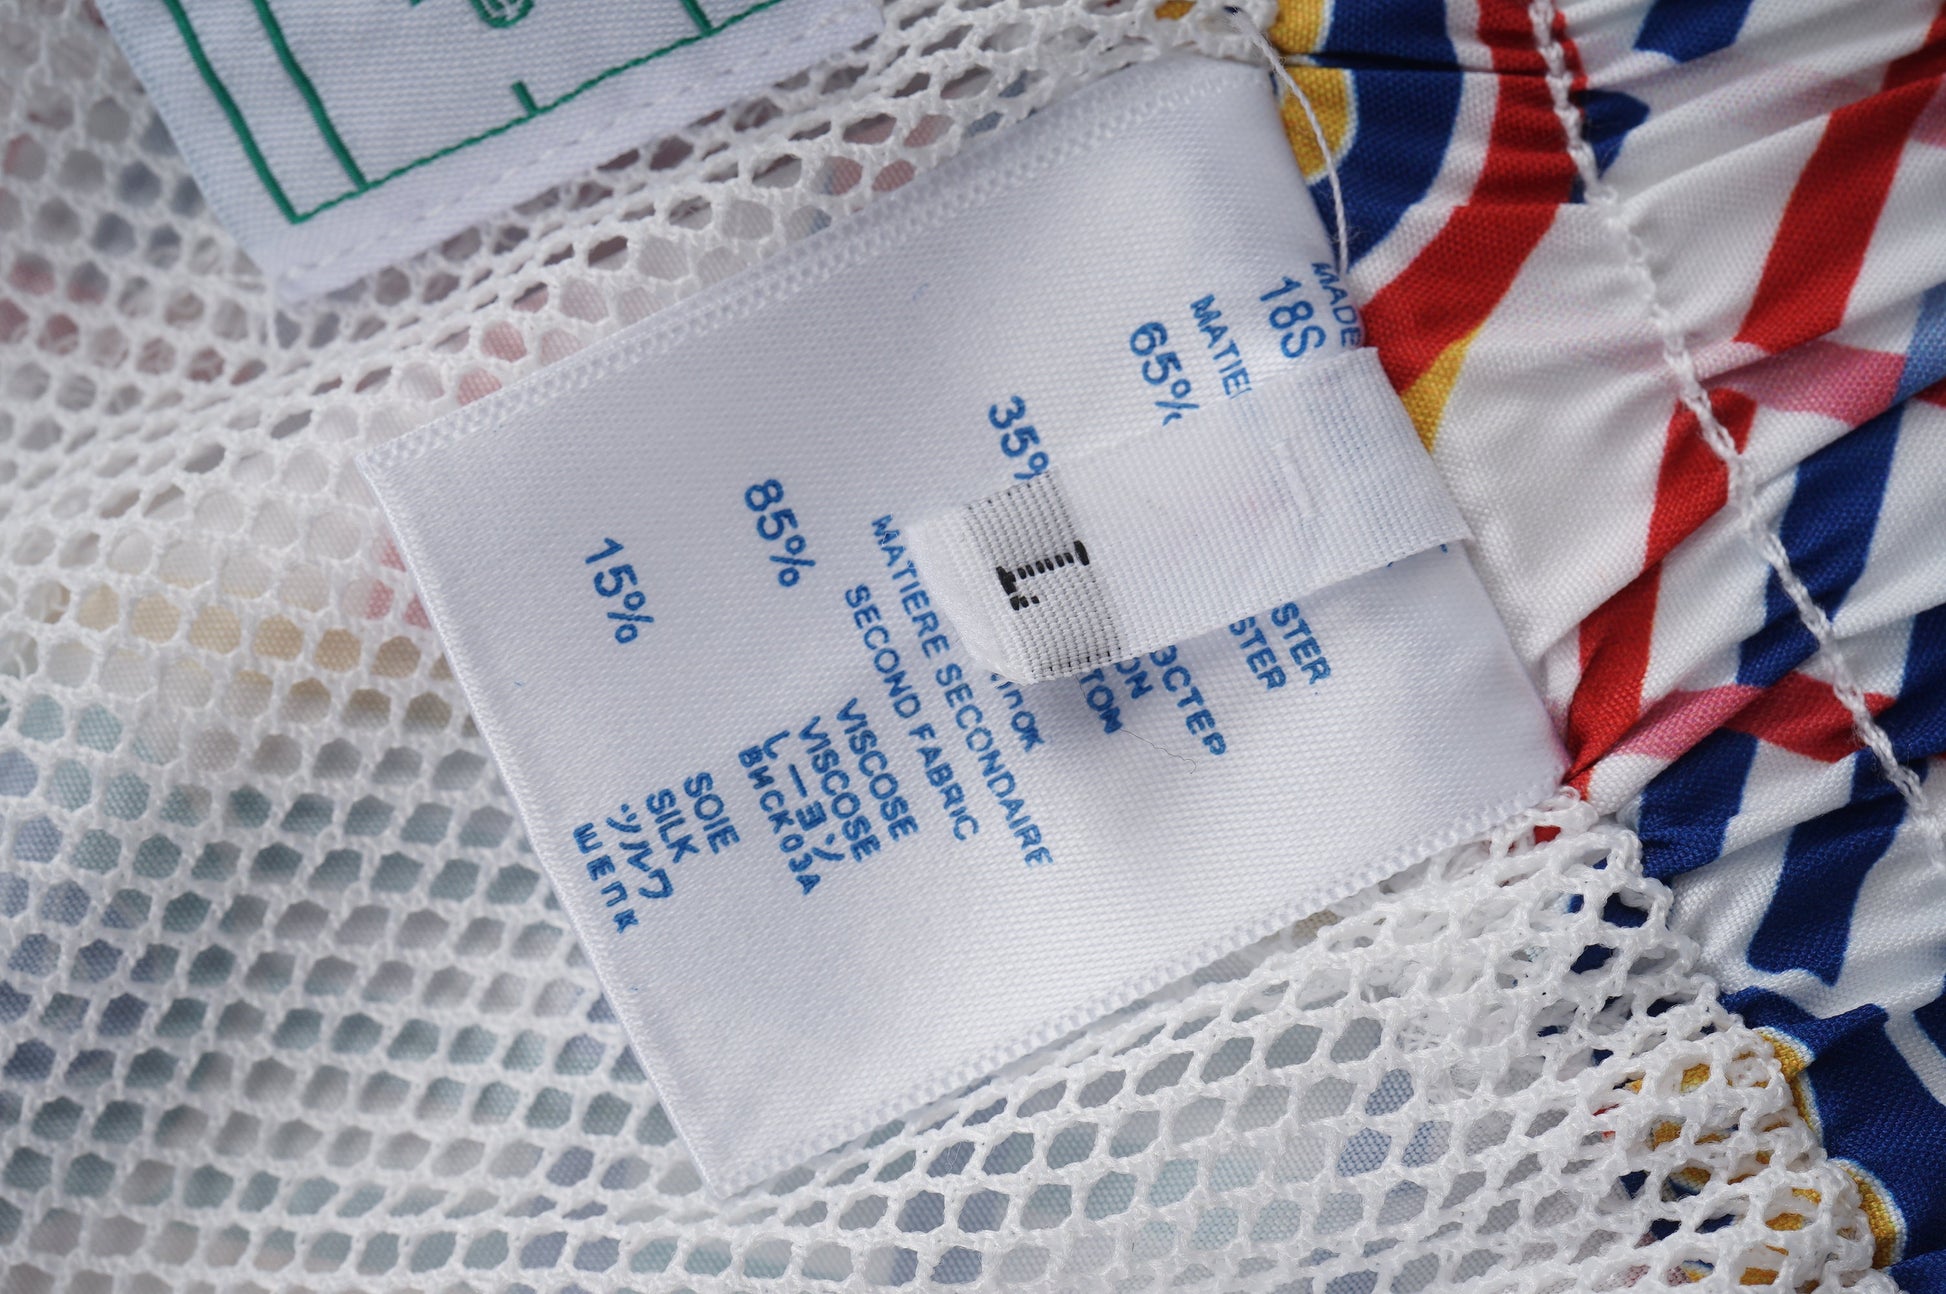 MADE
18S
MATIE
65%
STER
STER
ЭСТЕР
35%
ON
TON
MATIERE SECONDAIRE
SECOND FABRIC
85%
VISCOSE
VISCOSE
レーヨン
ВИСКОЗА
15%
SOIE
SILK
シルク
ШЕПК
L